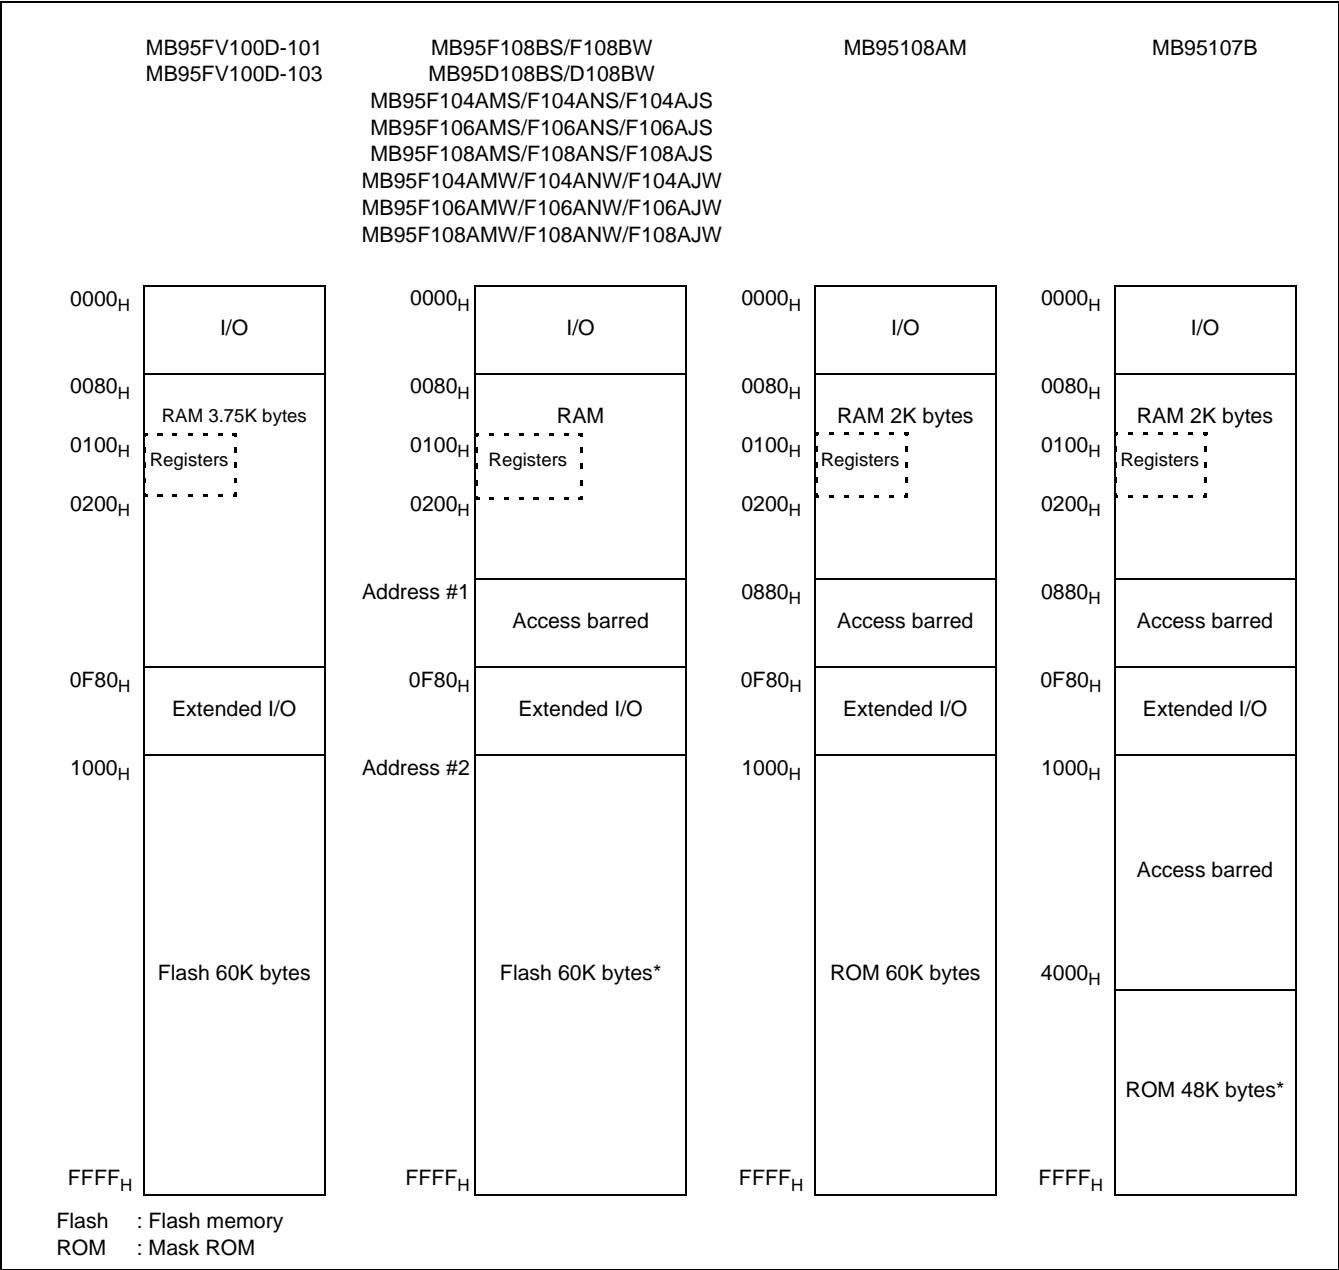 MB95FV100D-101
MB95FV100D-103
MB95F108BS/F108BW
MB95D108BS/D108BW
MB95F104AMS/F104ANS/F104AJS
MB95F106AMS/F106ANS/F106AJS
MB95F108AMS/F108ANS/F108AJS
MB95F104AMW/F104ANW/F104AJW
MB95F106AMW/F106ANW/F106AJW
MB95F108AMW/F108ANW/F108AJW
MB95108AM
MB95107B
0000H
I/O
0080H
RAM 3.75K bytes
0100H
Registers
0200H
0F80H
Extended I/O
1000H
Flash 60K bytes
FFFFH
0000H
I/O
0080H
RAM
0100H
Registers
0200H
Address #1
Access barred
0F80H
Extended I/O
Address #2
Flash 60K bytes*
FFFFH
0000H
I/O
0080H
RAM 2K bytes
0100H
Registers
0200H
0880H
Access barred
0F80H
Extended I/O
1000H
ROM 60K bytes
FFFFH
0000H
I/O
0080H
RAM 2K bytes
0100H
Registers
0200H
0880H
Access barred
0F80H
Extended I/O
1000H
Access barred
4000H
ROM 48K bytes*
FFFFH
Flash : Flash memory
ROM : Mask ROM